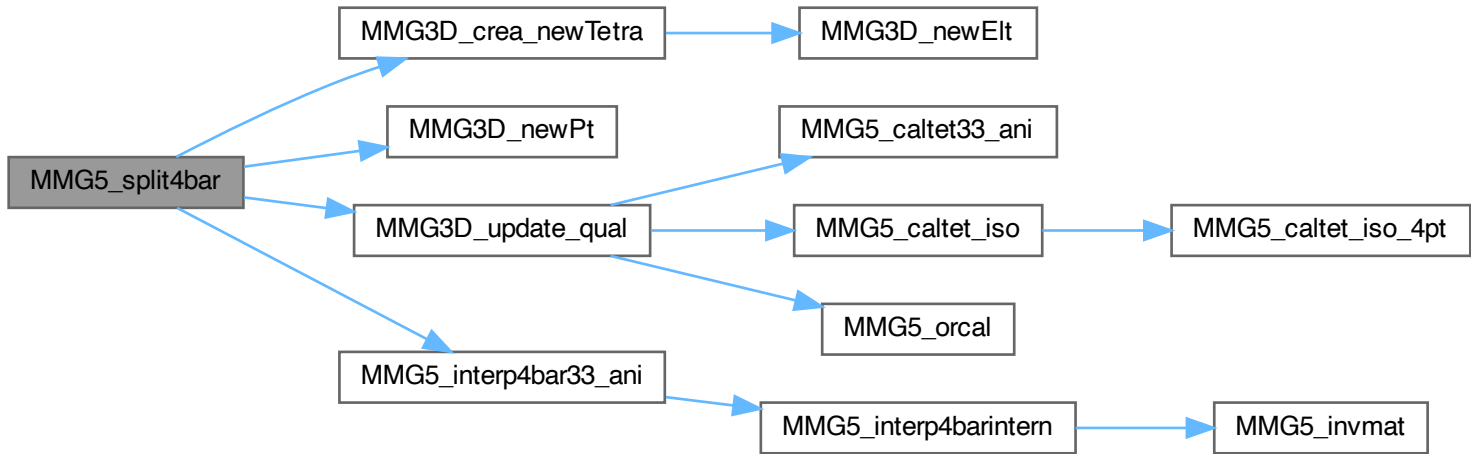 MMG5_split4bar
MMG3D_crea_newTetra
MMG3D_newElt
MMG3D_newPt
MMG3D_update_qual
MMG5_caltet33_ani
MMG5_caltet_iso
MMG5_caltet_iso_4pt
MMG5_orcal
MMG5_interp4bar33_ani
MMG5_interp4barintern
MMG5_invmat